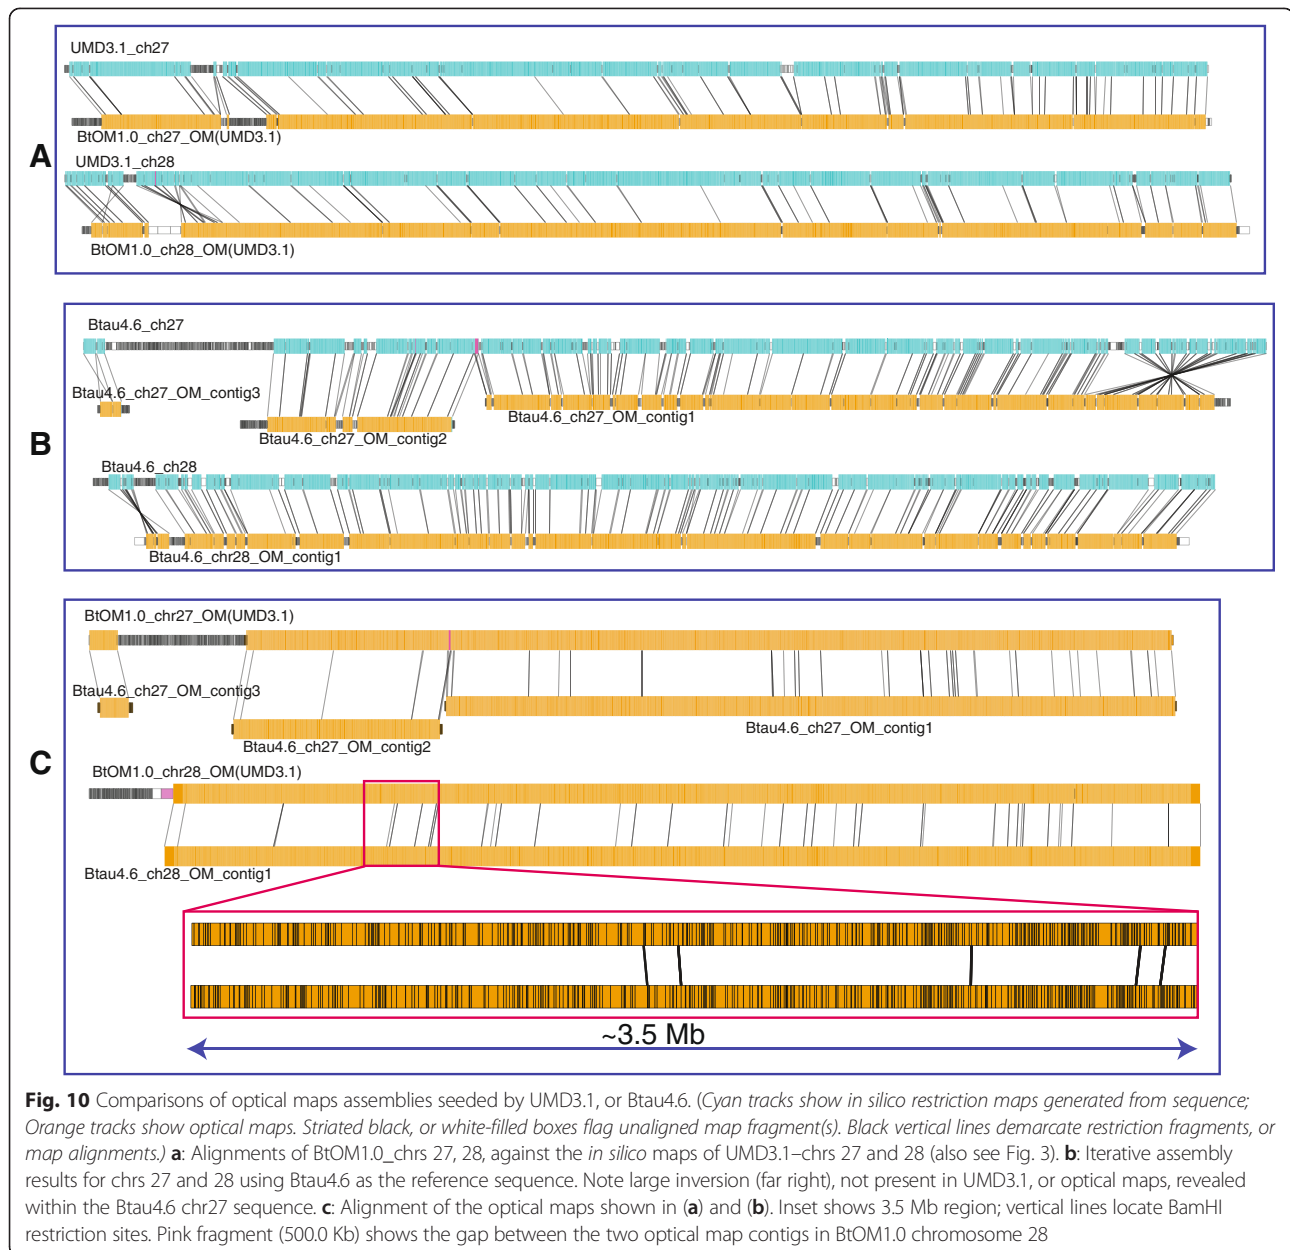 UMD3.1_ch27
BtOM1.0_ch27_OM(UMD3.1)
A
UMD3.1_ch28
BtOM1.0_ch28_OM(UMD3.1)
Btau4.6_ch27
Btau4.6_ch27_OM_contig3
Btau4.6_ch27_OM_contig1
Btau4.6_ch27_OM_contig2
B
Btau4.6_ch28
Btau4.6_chr28_OM_contig1
BtOM1.0_chr27_OM(UMD3.1)
Btau4.6_ch27_OM_contig3
Btau4.6_ch27_OM_contig1
Btau4.6_ch27_OM_contig2
C
BtOM1.0_chr28_OM(UMD3.1)
Btau4.6_ch28_OM_contig1
~3.5 Mb
Fig. 10 Comparisons of optical maps assemblies seeded by UMD3.1, or Btau4.6. (Cyan tracks show in silico restriction maps generated from sequence;
Orange tracks show optical maps. Striated black, or white-filled boxes flag unaligned map fragment(s). Black vertical lines demarcate restriction fragments, or
map alignments.) a: Alignments of BtOM1.0_chrs 27, 28, against the in silico maps of UMD3.1–chrs 27 and 28 (also see Fig. 3). b: Iterative assembly
results for chrs 27 and 28 using Btau4.6 as the reference sequence. Note large inversion (far right), not present in UMD3.1, or optical maps, revealed
within the Btau4.6 chr27 sequence. c: Alignment of the optical maps shown in (a) and (b). Inset shows 3.5 Mb region; vertical lines locate BamHI
restriction sites. Pink fragment (500.0 Kb) shows the gap between the two optical map contigs in BtOM1.0 chromosome 28